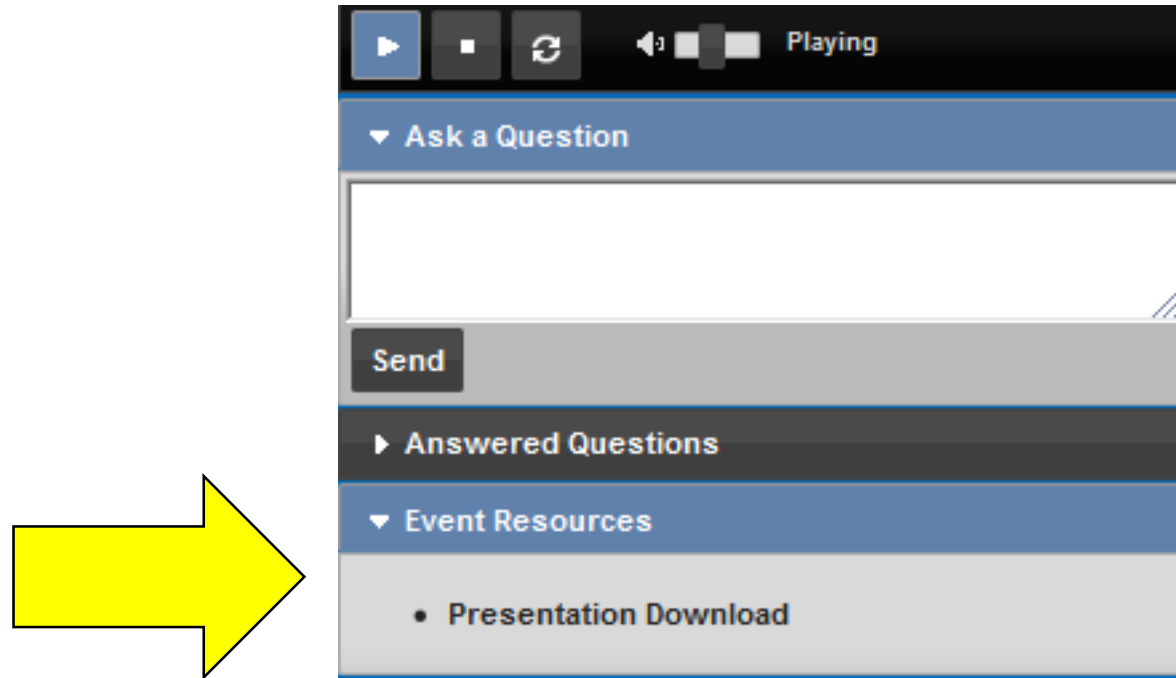 Playing
Ask a Question
Send
Answered Questions
Event Resources
• Presentation Download